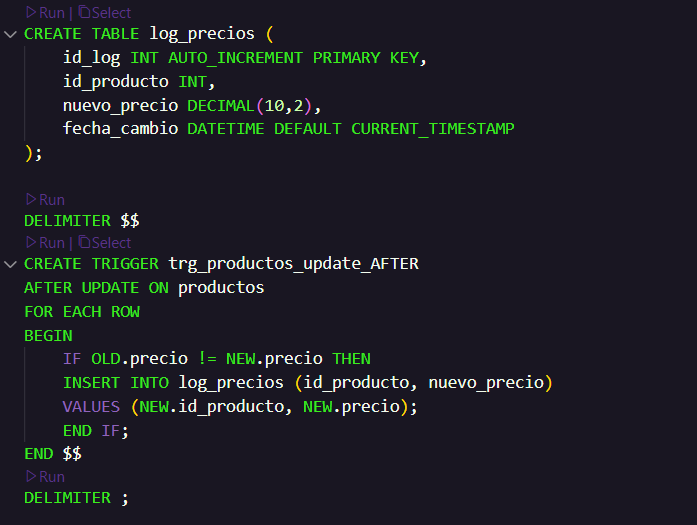 Run | Select
CREATE TABLE log_precios (
id_log INT AUTO_INCREMENT PRIMARY KEY,
id_producto INT,
nuevo_precio DECIMAL(10,2),
fecha_cambio DATETIME DEFAULT CURRENT_TIMESTAMP
);
Run
DELIMITER $$
Run | Select
CREATE TRIGGER trg_productos_update_AFTER
AFTER UPDATE ON productos
FOR EACH ROW
BEGIN
IF OLD.precio != NEW.precio THEN
INSERT INTO log_precios (id_producto, nuevo_precio)
VALUES (NEW.id_producto, NEW.precio);
END IF;
END $$
Run
DELIMITER ;